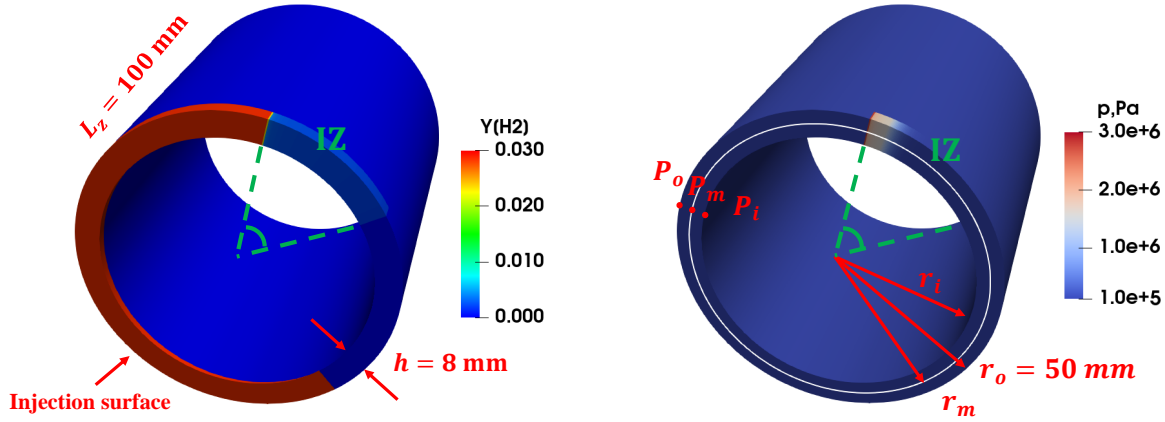 L_z = 100 mm
IZ
Y(H2)
0.030
0.020
0.010
0.000
h = 8 mm
Injection surface
p,Pa
3.0e+6
2.0e+6
1.0e+6
1.0e+5
IZ
P_o P_m P_i
r_i
r_o = 50 mm
r_m